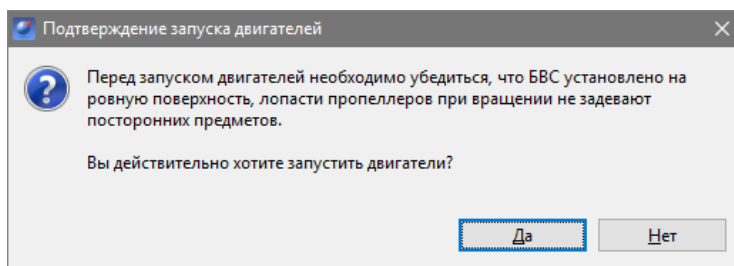 Подтверждение запуска двигателей
Перед запуском двигателей необходимо убедиться, что БВС установлено на
ровную поверхность, лопасти пропеллеров при вращении не задевают
посторонних предметов.
Вы действительно хотите запустить двигатели?
Да
Нет